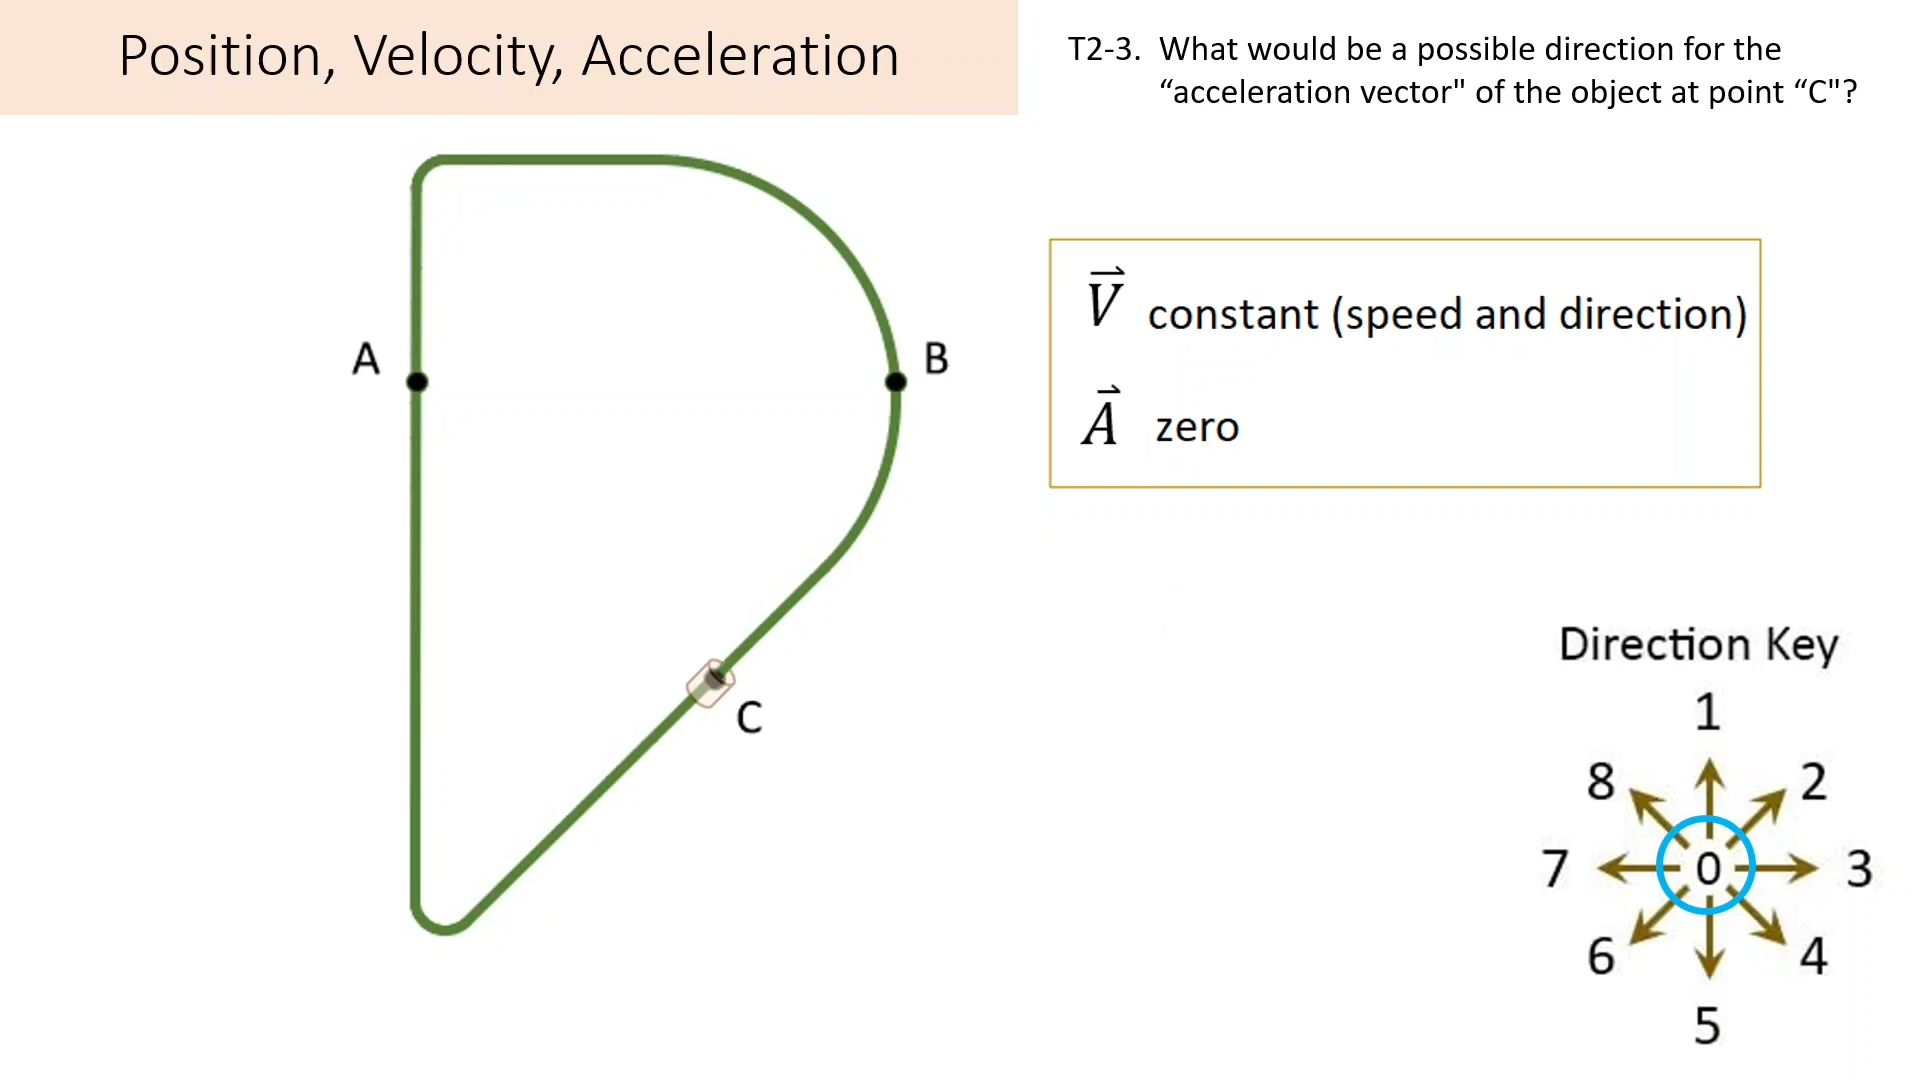 Position, Velocity, Acceleration
T2-3. What would be a possible direction for the
“acceleration vector" of the object at point “C"?
A
B
C
V⃗ constant (speed and direction)
A⃗ zero
Direction Key
1
8 2
7 0 3
6 4
5